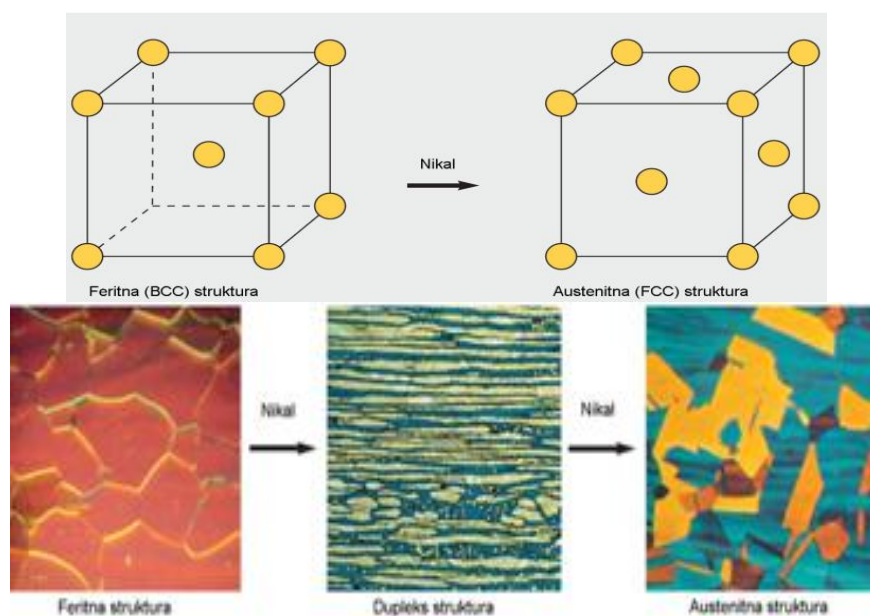 Nikal
Feritna (BCC) struktura
Austenitna (FCC) struktura
Nikal
Nikal
Feritna struktura
Dupleks struktura
Austenitna struktura